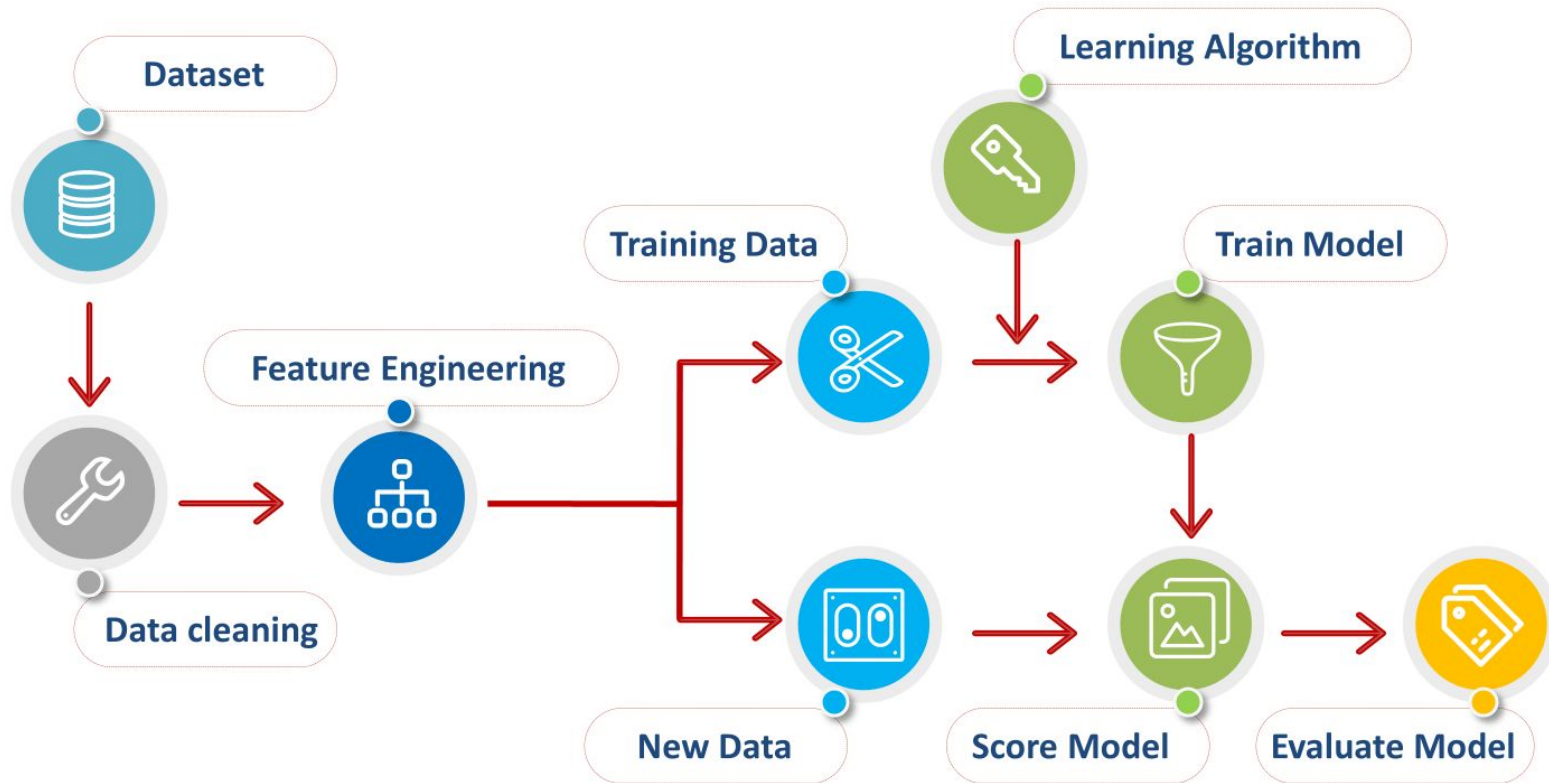 Dataset
Learning Algorithm
Training Data
Train Model
Feature Engineering
Data cleaning
New Data
Score Model
Evaluate Model